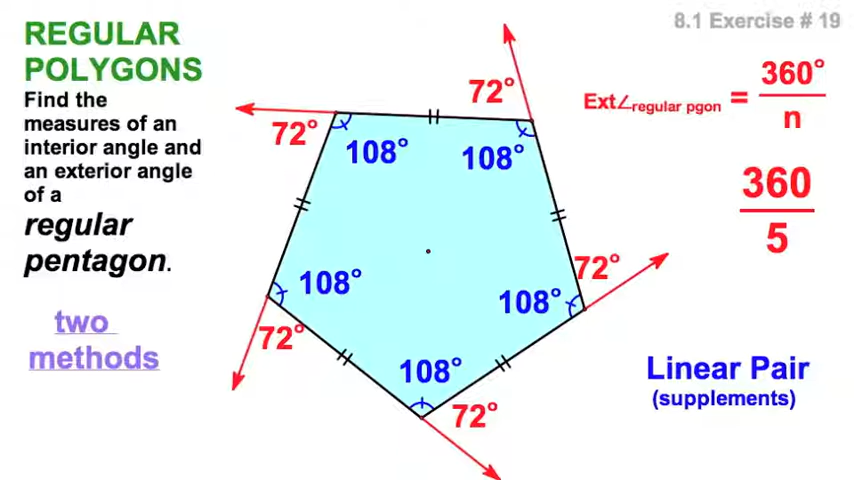 8.1 Exercise # 19
REGULAR
POLYGONS
Find the
measures of an
interior angle and
an exterior angle
of a
regular
pentagon.
two
methods
72°
72°
108°
108°
108°
72°
72°
108°
108°
72°
Ext∠regular pgon = 360° / n
360
5
Linear Pair
(supplements)